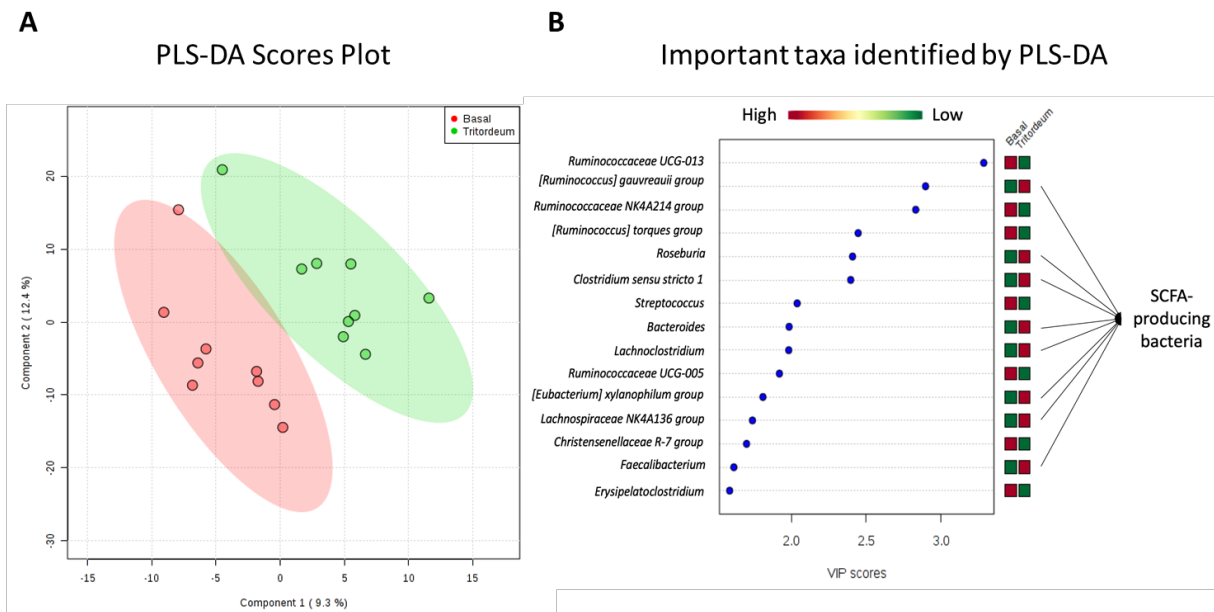 A
PLS-DA Scores Plot
Basal
Tritordeum
20
10
0
-10
-20
-30
Component 2 ( 12.4 %)
-15
-10
-5
0
5
10
15
Component 1 ( 9.3 %)
B
Important taxa identified by PLS-DA
High
Low
Basal
Tritordeum
Ruminococcaceae UCG-013
[Ruminococcus] gauvreauii group
Ruminococcaceae NK4A214 group
[Ruminococcus] torques group
Roseburia
Clostridium sensu stricto 1
Streptococcus
Bacteroides
Lachnoclostridium
Ruminococcaceae UCG-005
[Eubacterium] xylanophilum group
Lachnospiraceae NK4A136 group
Christensenellaceae R-7 group
Faecalibacterium
Erysipelatoclostridium
2.0
2.5
3.0
VIP scores
SCFA-
producing
bacteria